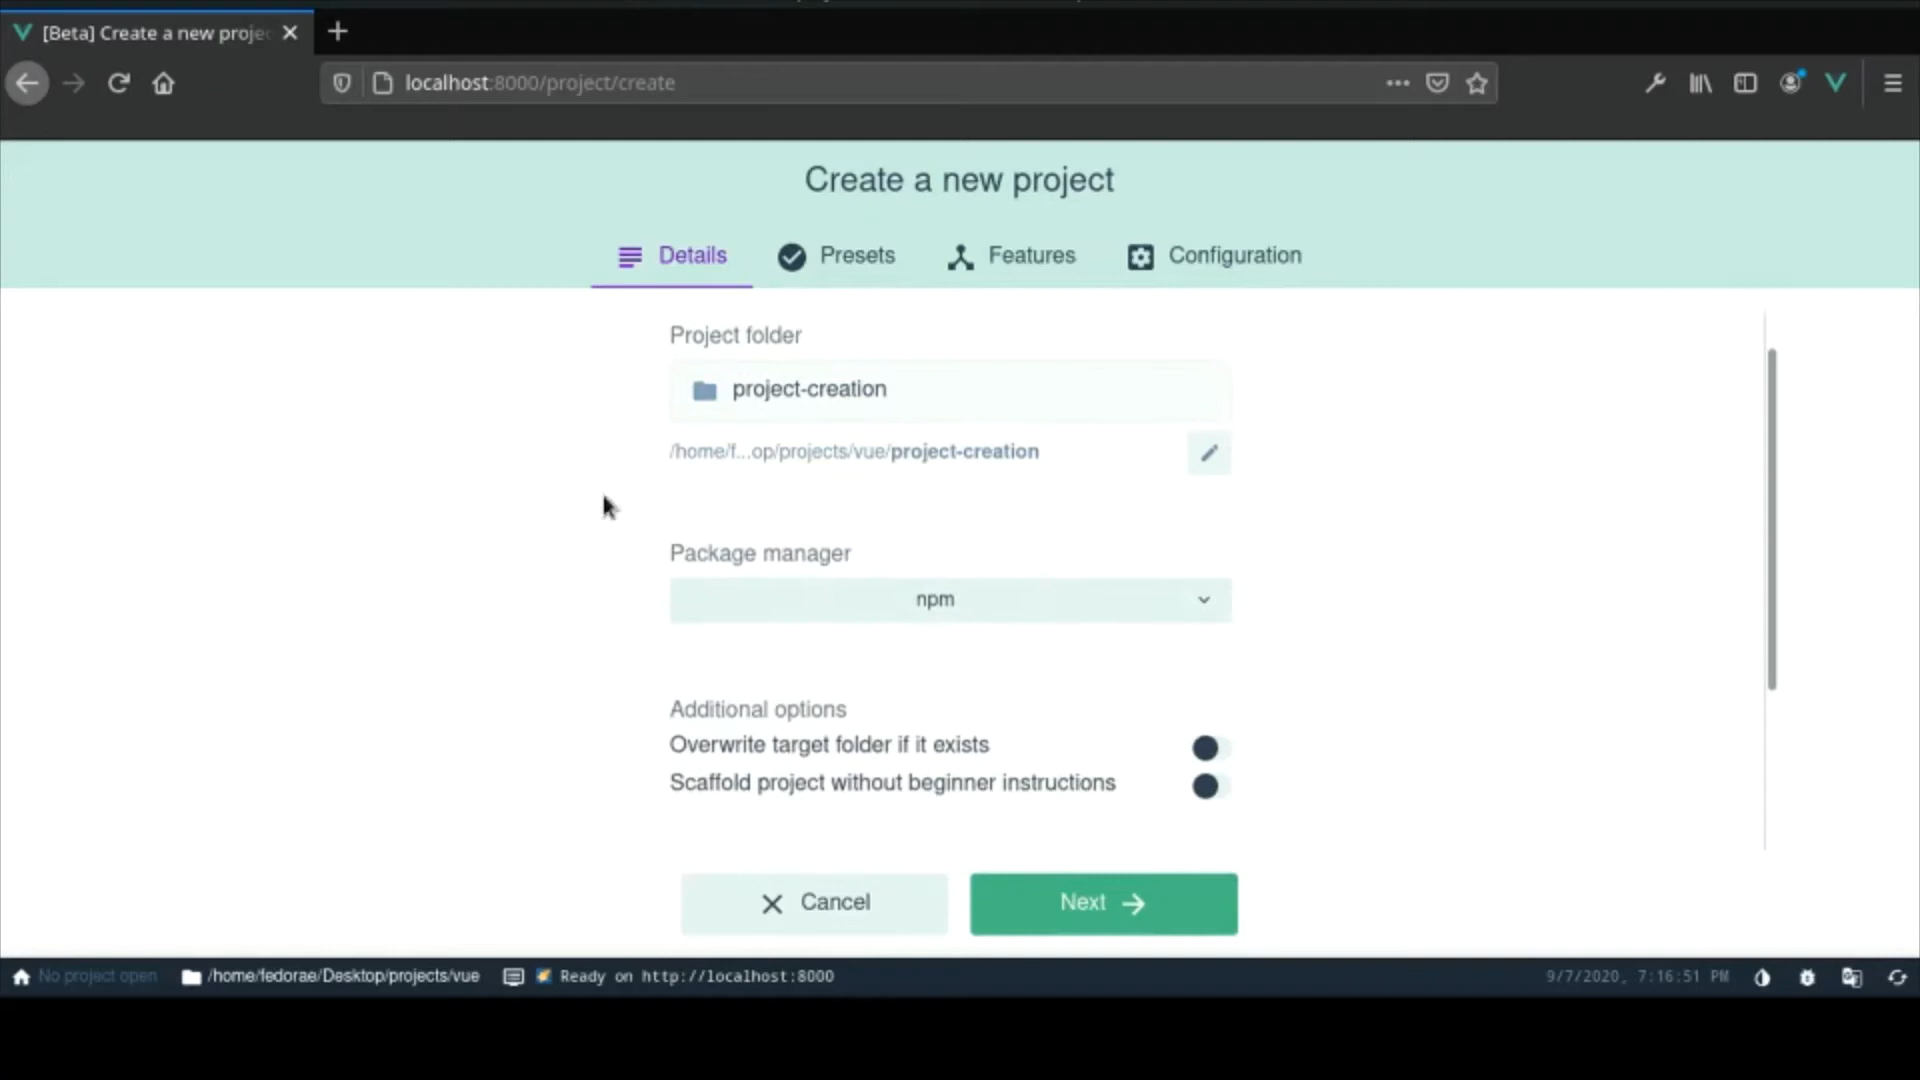 [Beta] Create a new proje
localhost:8000/project/create
Create a new project
Details
Presets
Features
Configuration
Project folder
project-creation
/home/f...op/projects/vue/project-creation
Package manager
npm
Additional options
Overwrite target folder if it exists
Scaffold project without beginner instructions
Cancel
Next
No project open
/home/fedorae/Desktop/projects/vue
Ready on http://localhost:8000
9/7/2020, 7:16:51 PM